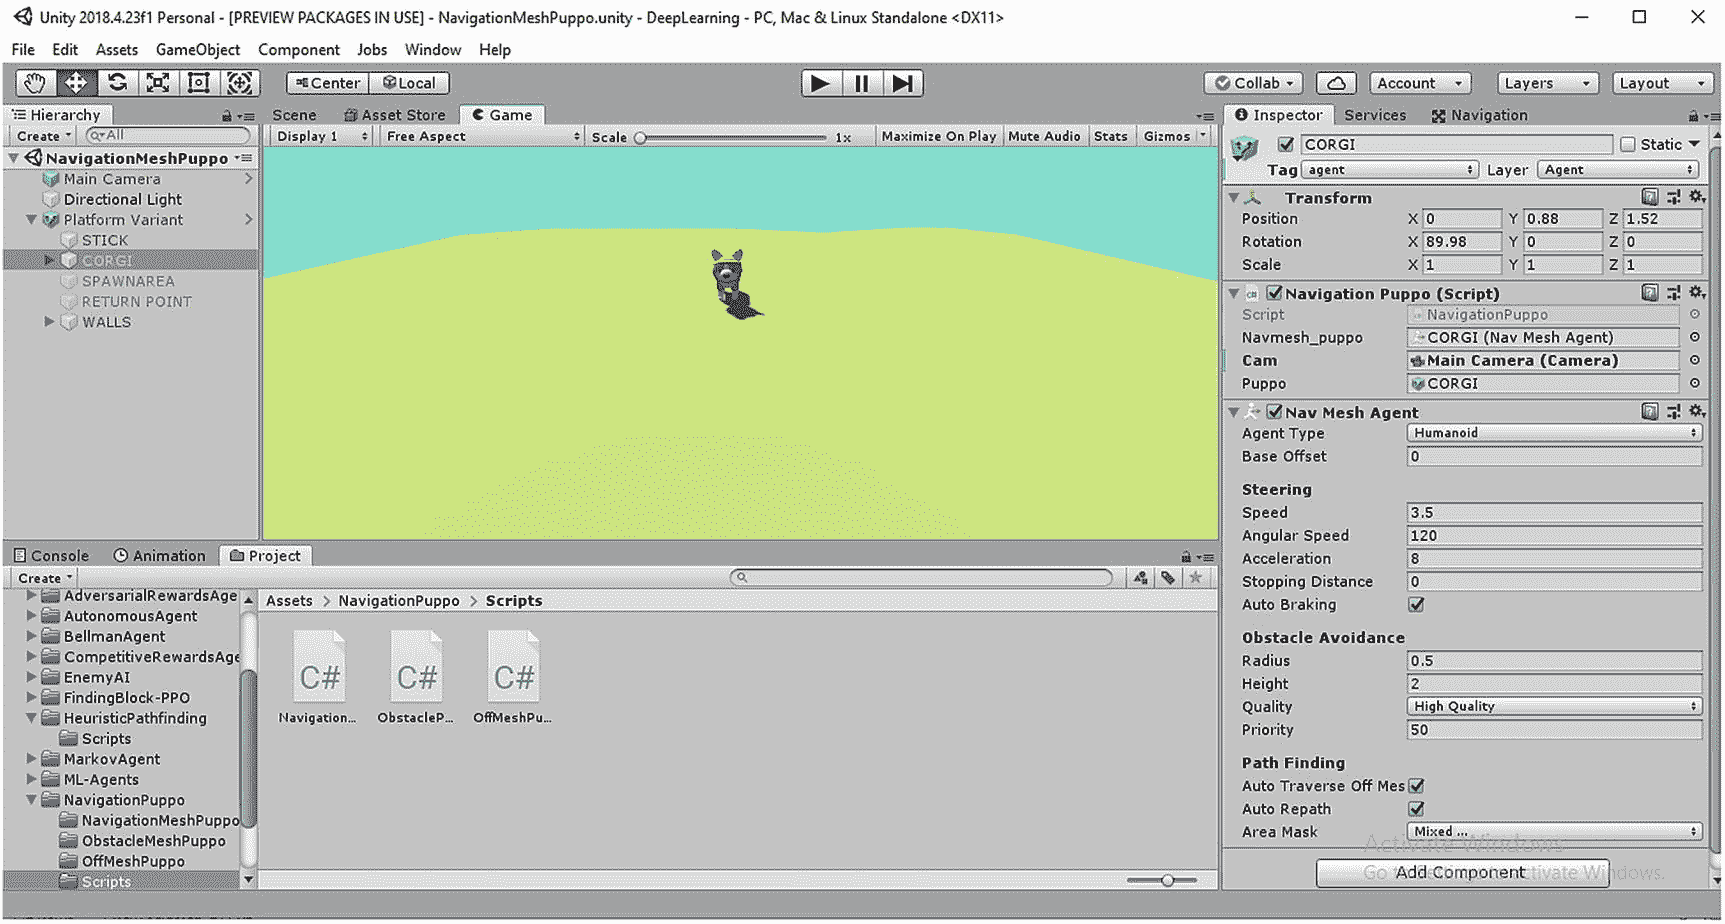 Unity 2018.4.23f1 Personal - [PREVIEW PACKAGES IN USE] - NavigationMeshPuppo.unity - DeepLearning - PC, Mac & Linux Standalone <DX11>
File Edit Assets GameObject Component Jobs Window Help
Center Local Collab Account Layers Layout
Hierarchy
Create All
NavigationMeshPuppo
Main Camera
Directional Light
Platform Variant
STICK
CORGI
SPAWNAREA
RETURN POINT
WALLS
Scene Asset Store Game
Display 1 Free Aspect Scale 1x Maximize On Play Mute Audio Stats Gizmos
Inspector Services Navigation
CORGI Static
Tag agent Layer Agent
Transform
Position X 0 Y 0.88 Z 1.52
Rotation X 89.98 Y 0 Z 0
Scale X 1 Y 1 Z 1
Navigation Puppo (Script)
Script NavigationPuppo
Navmesh_puppo CORGI (Nav Mesh Agent)
Cam Main Camera (Camera)
Puppo CORGI
Nav Mesh Agent
Agent Type Humanoid
Base Offset 0
Steering
Speed 3.5
Angular Speed 120
Acceleration 8
Stopping Distance 0
Auto Braking
Obstacle Avoidance
Radius 0.5
Height 2
Quality High Quality
Priority 50
Path Finding
Auto Traverse Off Mes
Auto Repath
Area Mask Mixed ...
Add Component
Activate Windows
Console Animation Project
Create
AdversarialRewardsAge
AutonomousAgent
BellmanAgent
CompetitiveRewardsAge
EnemyAI
FindingBlock-PPO
HeuristicPathfinding
Scripts
MarkovAgent
ML-Agents
NavigationPuppo
NavigationMeshPuppo
ObstacleMeshPuppo
OffMeshPuppo
Scripts
Assets > NavigationPuppo > Scripts
C# C# C#
Navigation... ObstacleP... OffMeshPu...